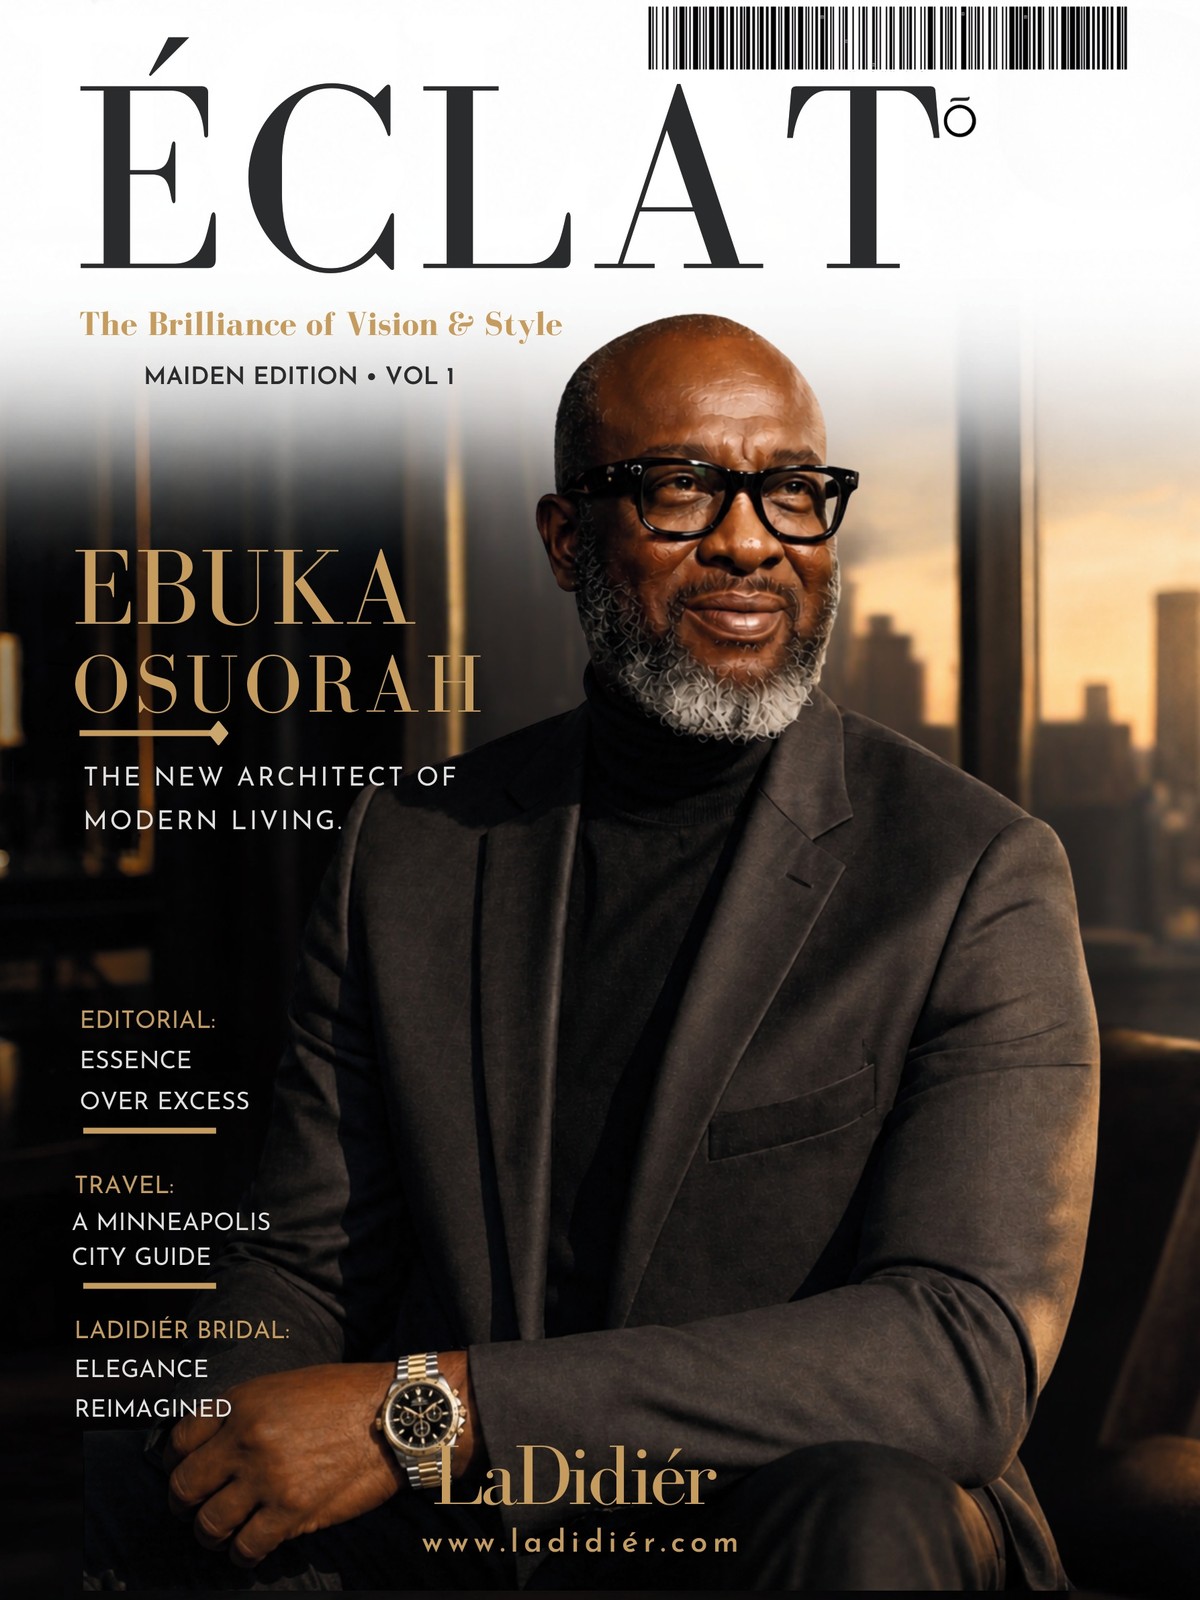 ÉCLAT
Õ
The Brilliance of Vision & Style
MAIDEN EDITION • VOL 1
EBUKA
OSUORAH
THE NEW ARCHITECT OF
MODERN LIVING.
EDITORIAL:
ESSENCE
OVER EXCESS
TRAVEL:
A MINNEAPOLIS
CITY GUIDE
LADIDIÉR BRIDAL:
ELEGANCE
REIMAGINED
LaDidiér
www.ladidiér.com